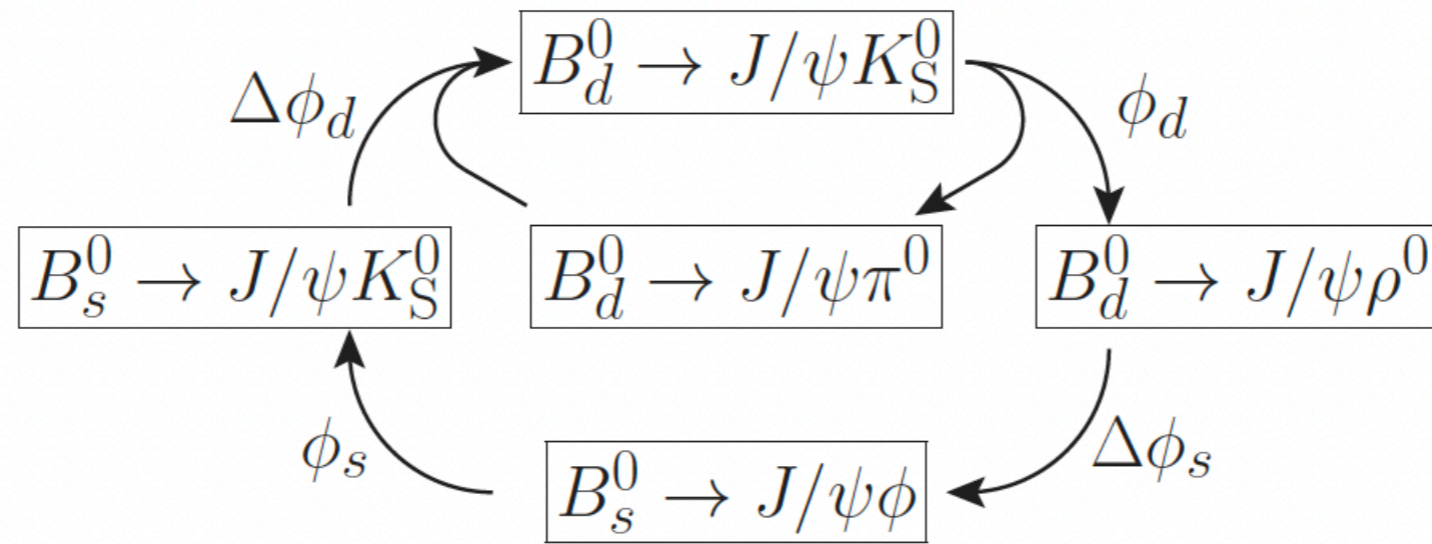 B_d^0 → J/ψK_S^0
Δϕ_d
ϕ_d
B_s^0 → J/ψK_S^0
B_d^0 → J/ψπ^0
B_d^0 → J/ψρ^0
ϕ_s
Δϕ_s
B_s^0 → J/ψϕ